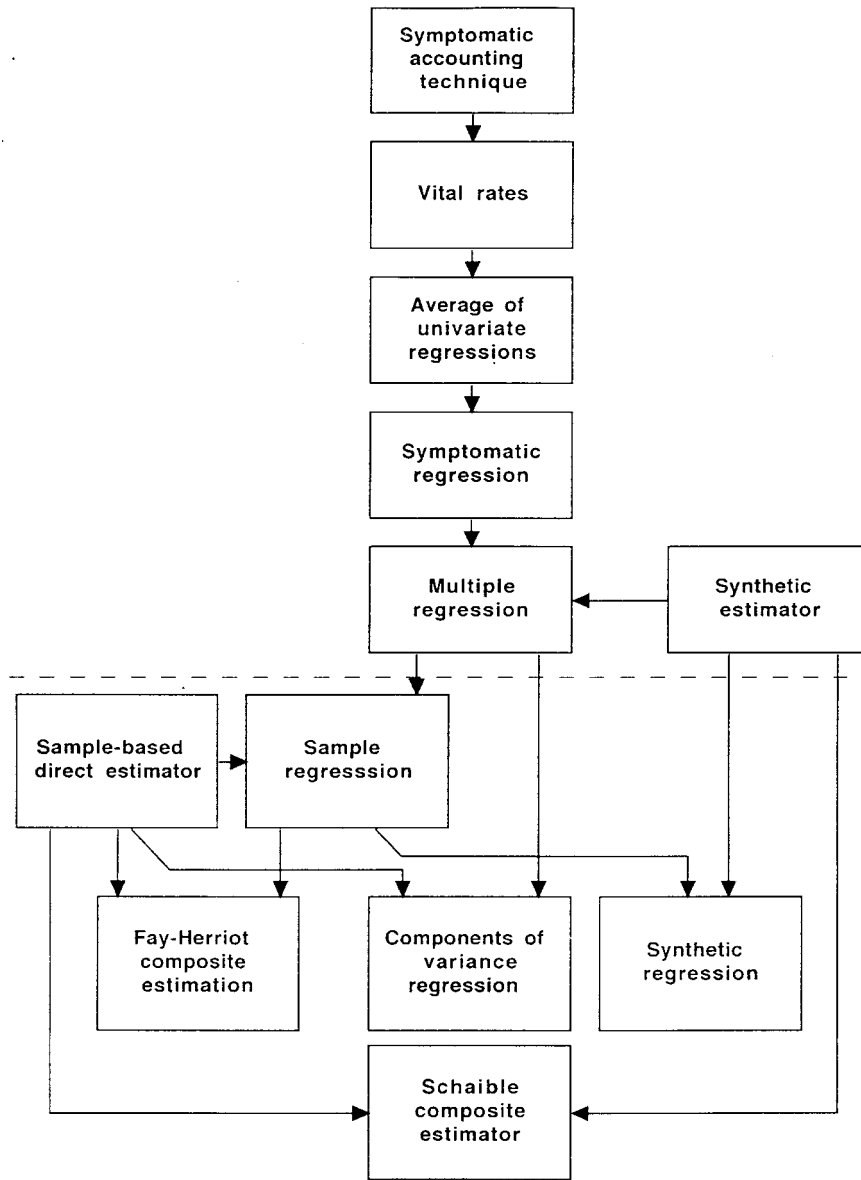 Symptomatic
accounting
technique
Vital rates
Average of
univariate
regressions
Symptomatic
regression
Multiple
regression
Synthetic
estimator
Sample-based
direct estimator
Sample
regresssion
Fay-Herriot
composite
estimation
Components of
variance
regression
Synthetic
regression
Schaible
composite
estimator